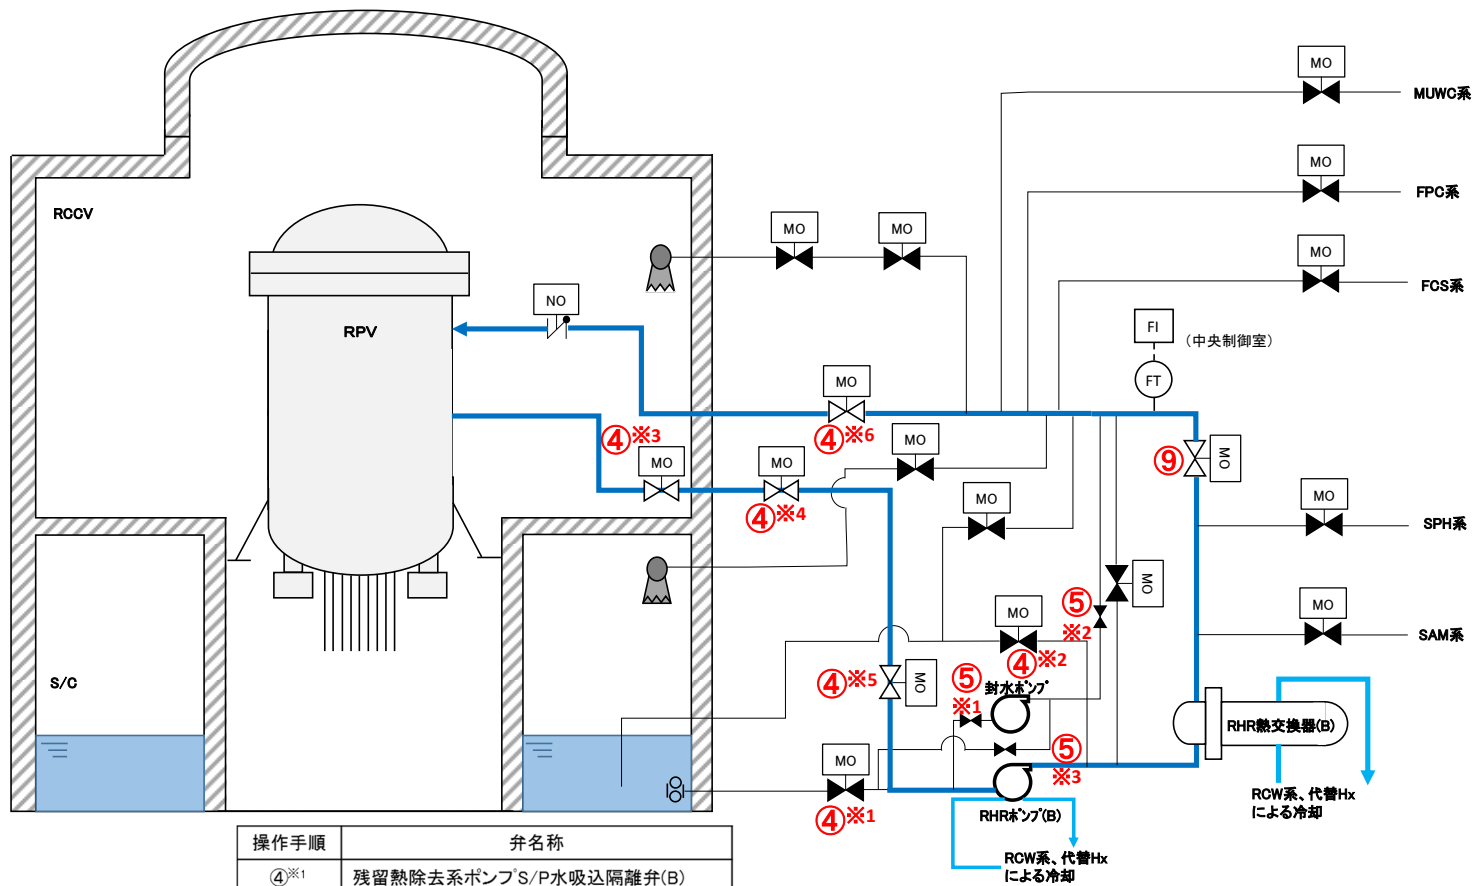 MO
MUWC系
MO
FPC系
MO
FCS系
RCCV
MO
MO
NO
RPV
FI
(中央制御室)
FT
MO
④※3
④※6
MO
MO
MO
⑨
MO
④※4
MO
MO
SPH系
MO
⑤
※2
MO
④※2
MO
SAM系
S/C
④※5
MO
⑤
※1
封水ポンプ
RHR熱交換器(B)
MO
⑤
※3
④※1
RHRポンプ(B)
RCW系、代替Hx
による冷却
RCW系、代替Hx
による冷却
操作手順 弁名称
④※1 残留熱除去系ポンプS/P水吸込隔離弁(B)